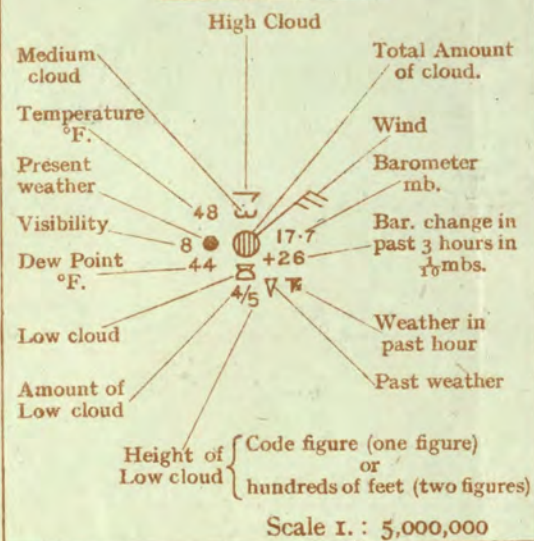 High Cloud
Medium
cloud
Total Amount
of cloud.
Temperature
°F.
Wind
Present
weather
Barometer
mb.
48
Visibility
8
17·7
Bar. change in
past 3 hours in
1/10 mbs.
Dew Point
°F.
44
+26
4/5
Low cloud
Weather in
past hour
Amount of
Low cloud
Past weather
Height of
Low cloud
Code figure (one figure)
or
hundreds of feet (two figures)
Scale 1. : 5,000,000